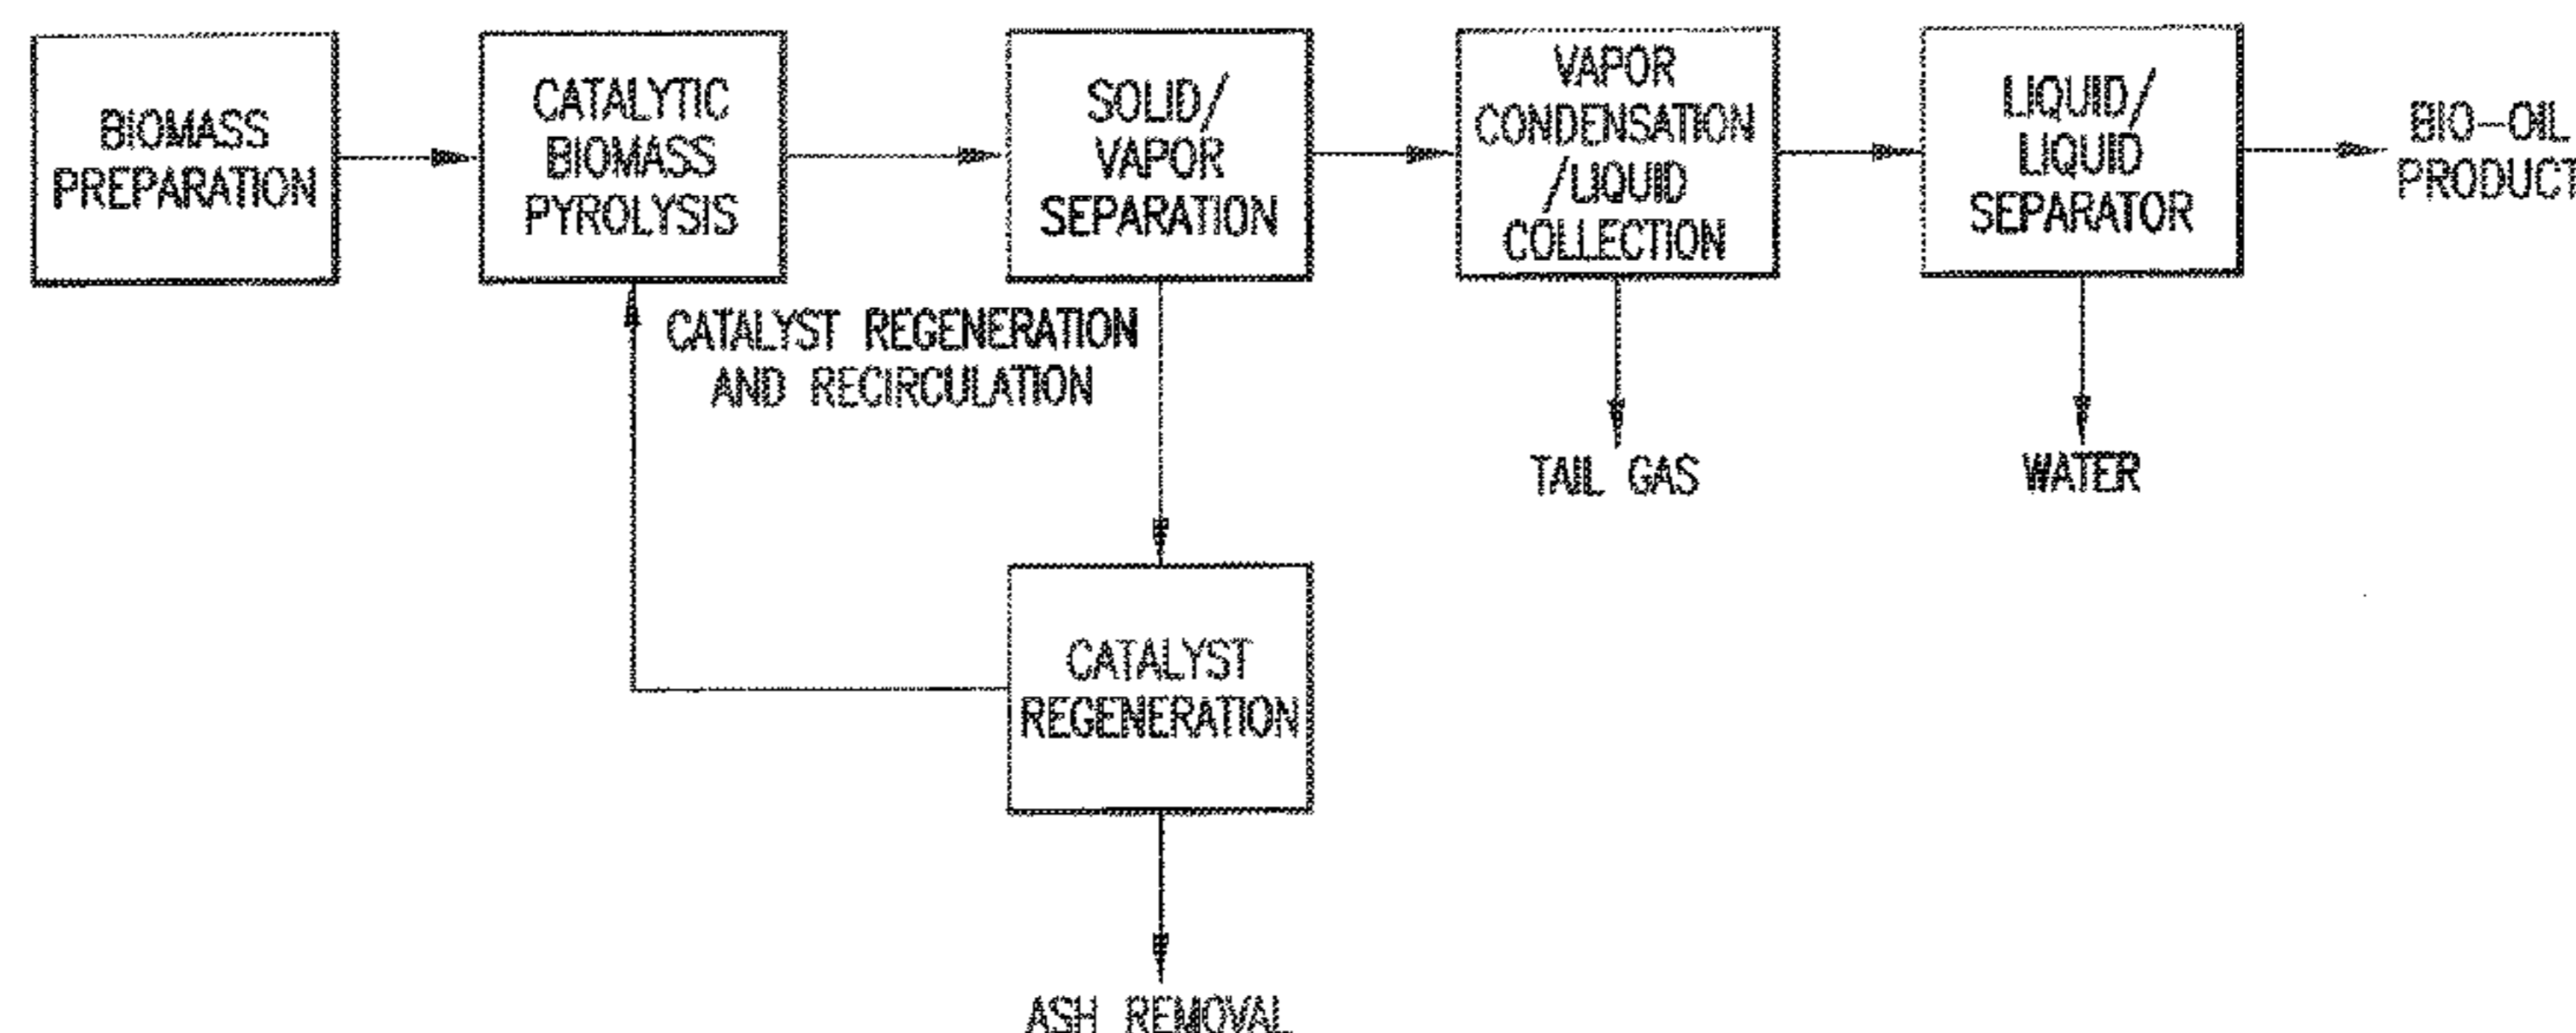 BIOMASS
PREPARATION
CATALYTIC
BIOMASS
PYROLYSIS
SOLID/
VAPOR
SEPARATION
VAPOR
CONDENSATION
/LIQUID
COLLECTION
LIQUID/
LIQUID
SEPARATOR
BIO-OIL
PRODUCT
CATALYST REGENERATION
AND RECIRCULATION
TAIL GAS
WATER
CATALYST
REGENERATION
ASH REMOVAL